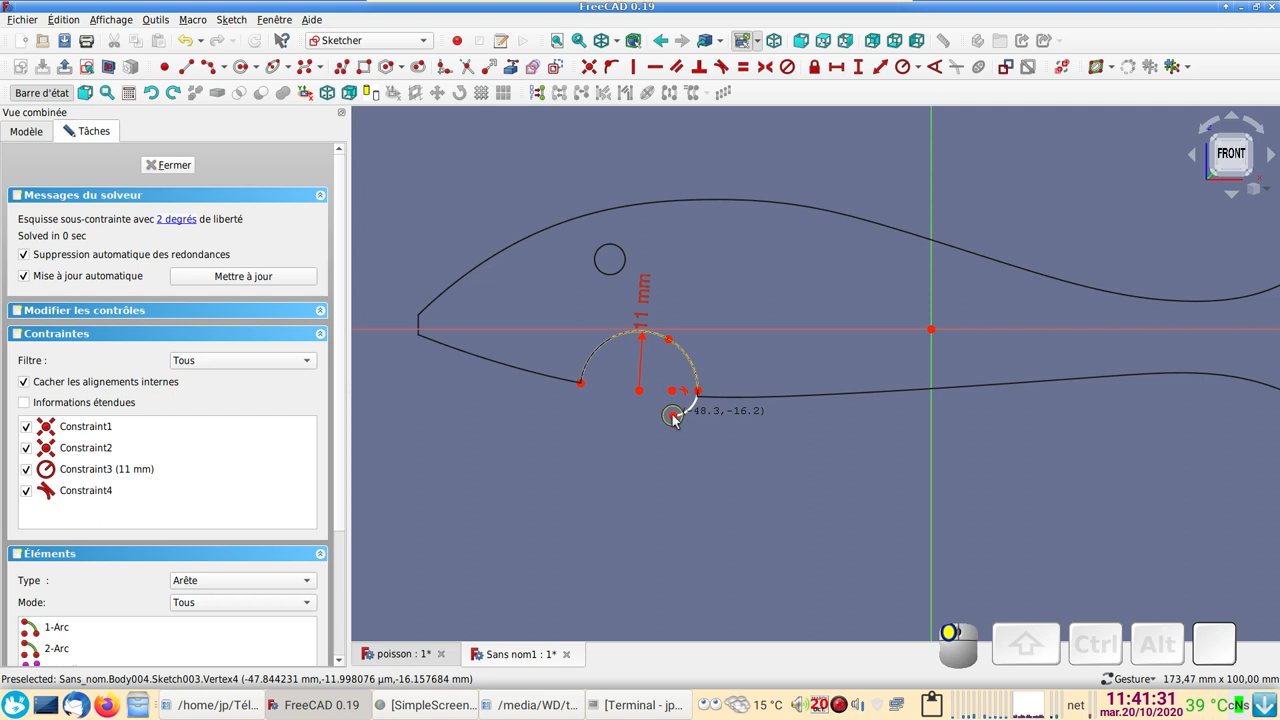 FreeCAD 0.19
Fichier Édition Affichage Outils Macro Sketch Fenêtre Aide
Sketcher
Barre d'état
Vue combinée
Modèle Tâches
Fermer
Messages du solveur
Esquisse sous-contrainte avec 2 degrés de liberté
Solved in 0 sec
Suppression automatique des redondances
Mise à jour automatique Mettre à jour
Modifier les contrôles
Contraintes
Filtre : Tous
Cacher les alignements internes
Informations étendues
Constraint1
Constraint2
Constraint3 (11 mm)
Constraint4
Éléments
Type : Arête
Mode: Tous
1-Arc
2-Arc
FRONT
11 mm
(-48.3,-16.2)
Ctrl Alt
poisson : 1* Sans nom1 : 1*
Preselected: Sans_nom.Body004.Sketch003.Vertex4 (-47.844231 mm,-11.998076 µm,-16.157684 mm) Gesture 173,47 mm x 100,00 mm
/home/jp/Tél... FreeCAD 0.19 [SimpleScreen... /media/WD/t... [Terminal - jp... 15 °C 20 net 11:41:31 mar.20/10/2020 39 °C